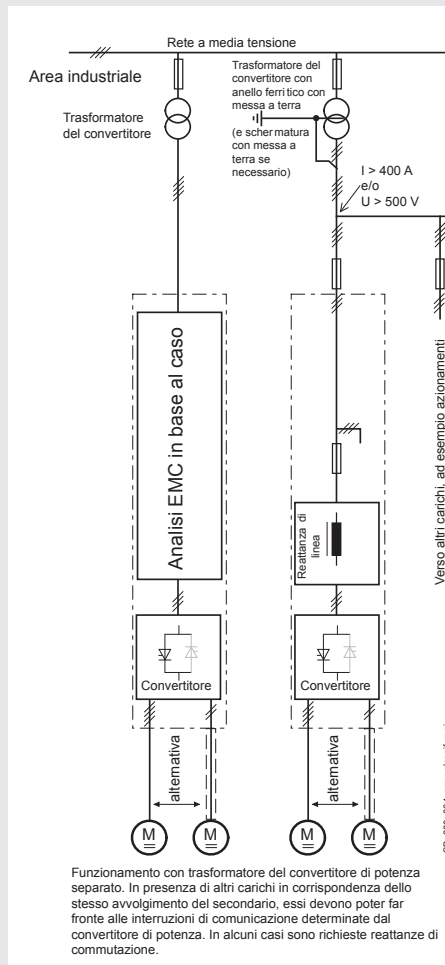 Rete a media tensione
Area industriale
Trasformatore
del convertitore
Trasformatore del
convertitore con
anello ferritico con
messa a terra
(e schermatura
con messa a
terra se
necessario)
I > 400 A
e/o
U > 500 V
Analisi EMC in base al caso
Reattanza di
linea
Verso altri carichi, ad esempio azionamenti
Convertitore
Convertitore
alternativa
alternativa
M
M
M
M
Funzionamento con trasformatore del convertitore di potenza
separato. In presenza di altri carichi in corrispondenza dello
stesso avvolgimento del secondario, essi devono poter far
fronte alle interruzioni di comunicazione determinate dal
convertitore di potenza. In alcuni casi sono richieste reattanze di
commutazione.